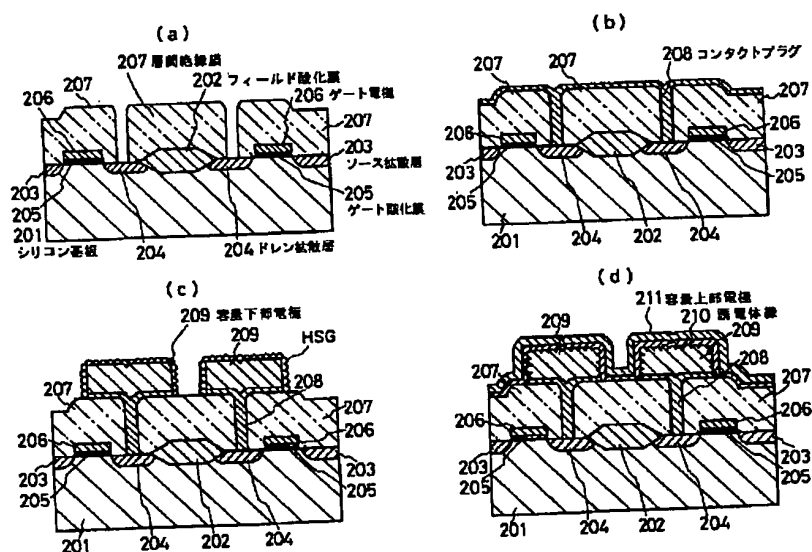 (a)
207 層間絶縁膜
202 フィールド酸化膜
206 207 206 ゲート電極
207
203
ソース拡散層
203
205 205
201 ゲート酸化膜
シリコン基板 204 204 ドレン拡散層
(b)
208 コンタクトプラグ
207 207
207
206 206
203 203
205 205
201 204 202 204
(c)
209 容量下部電極
209 HSG
208
207 207
206 206
203 203
205 205
201 204 202 204
(d)
211 容量上部電極
210 誘電体線
209 209
208
207 207
206 206
203 203
205 205
201 204 202 204